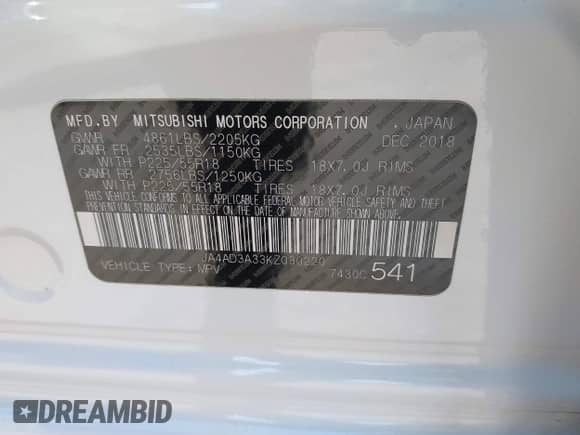 MFD.BY MITSUBISHI MOTORS CORPORATION , JAPAN
GVWR 4861LBS/2205KG DEC 2018
GAWR FR 2535LBS/1150KG
WITH P225/55R18 TIRES 18X7.0J RIMS
GAWR RR 2756LBS/1250KG
WITH P225/55R18 TIRES 18X7.0J RIMS
THIS VEHICLE CONFORMS TO ALL APPLICABLE FEDERAL MOTOR VEHICLE SAFETY AND THEFT
PREVENTION STANDARDS IN EFFECT ON THE DATE OF MANUFACTURE SHOWN ABOVE.
JA4AD3A33KZ030220
VEHICLE TYPE: MPV 7430C 541
DREAMBID